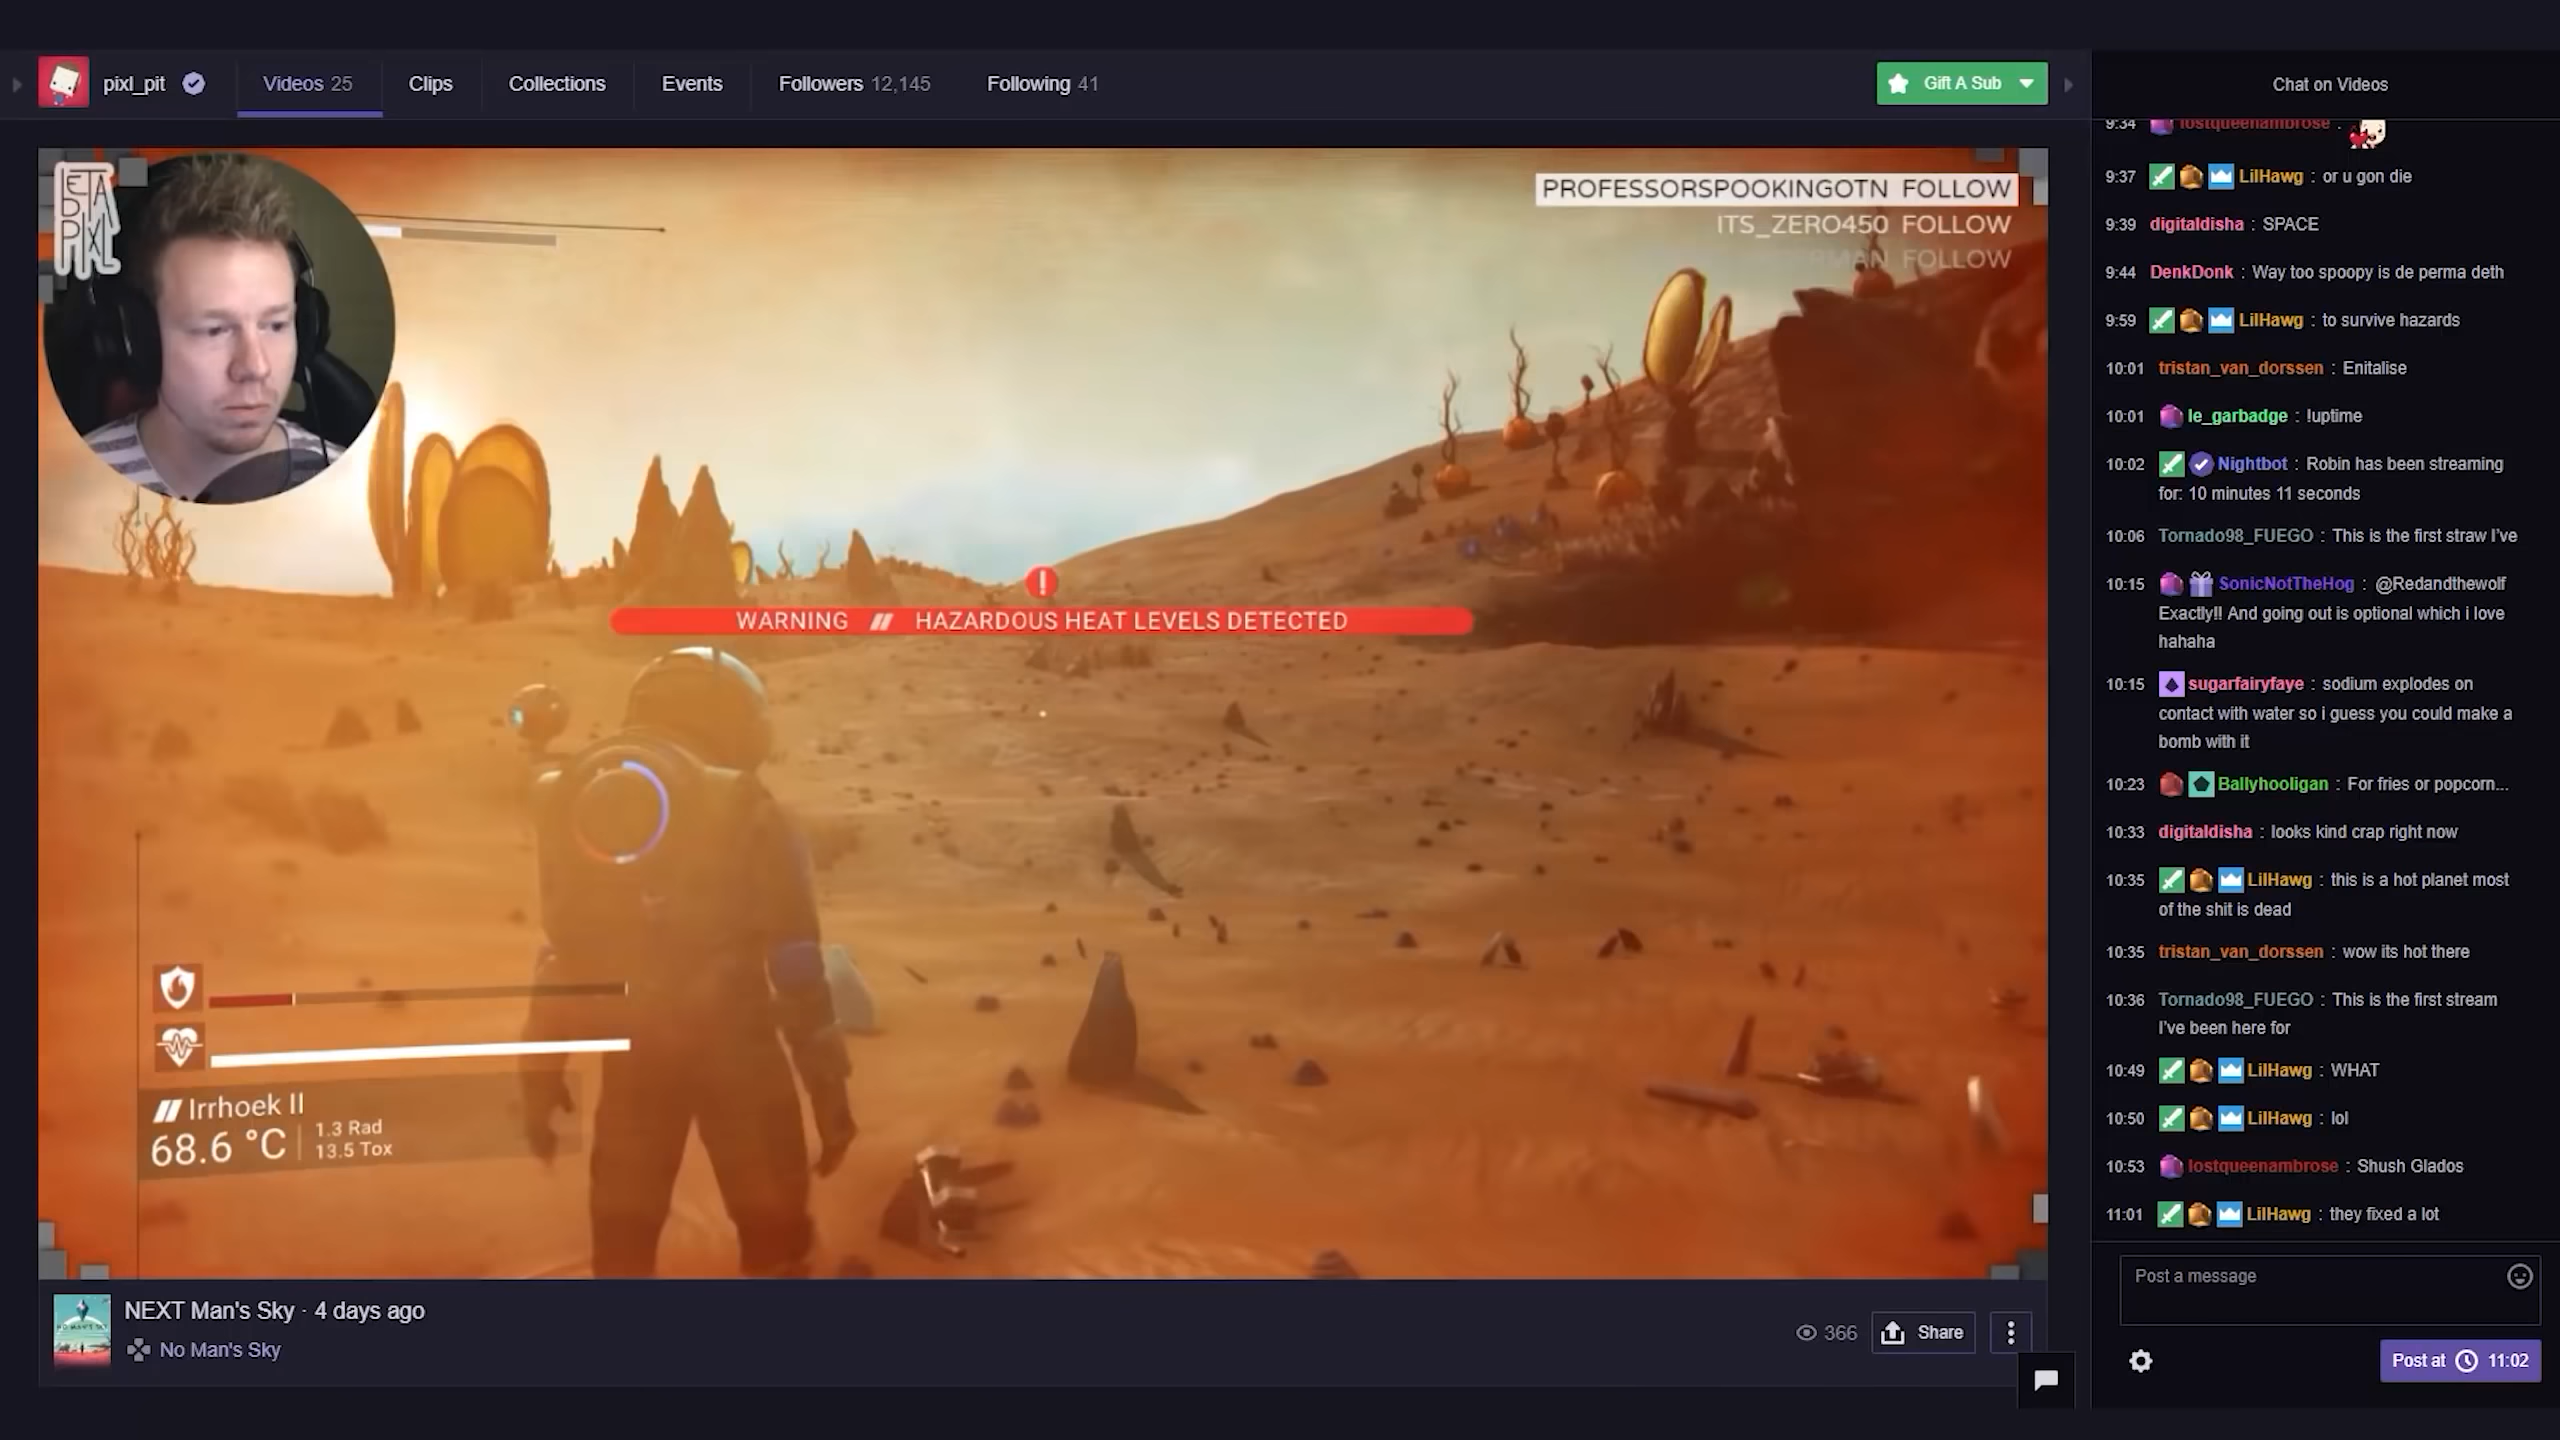 pixl_pit
Videos 25
Clips
Collections
Events
Followers 12,145
Following 41
Gift A Sub
PROFESSORSPOOKINGOTN FOLLOW
ITS_ZERO450 FOLLOW
FOLLOW
WARNING // HAZARDOUS HEAT LEVELS DETECTED
// Irrhoek II
68.6 °C
1.3 Rad
13.5 Tox
NEXT Man's Sky · 4 days ago
No Man's Sky
366
Share
Chat on Videos
9:34 lostqueenambrose :
9:37 LilHawg : or u gon die
9:39 digitaldisha : SPACE
9:44 DenkDonk : Way too spoopy is de perma deth
9:59 LilHawg : to survive hazards
10:01 tristan_van_dorssen : Enitalise
10:01 le_garbadge : !uptime
10:02 Nightbot : Robin has been streaming
for: 10 minutes 11 seconds
10:06 Tornado98_FUEGO : This is the first straw I've
10:15 SonicNotTheHog : @Redandthewolf
Exactly!! And going out is optional which i love
hahaha
10:15 sugarfairyfaye : sodium explodes on
contact with water so i guess you could make a
bomb with it
10:23 Ballyhooligan : For fries or popcorn...
10:33 digitaldisha : looks kind crap right now
10:35 LilHawg : this is a hot planet most
of the shit is dead
10:35 tristan_van_dorssen : wow its hot there
10:36 Tornado98_FUEGO : This is the first stream
I've been here for
10:49 LilHawg : WHAT
10:50 LilHawg : lol
10:53 lostqueenambrose : Shush Glados
11:01 LilHawg : they fixed a lot
Post a message
Post at 11:02